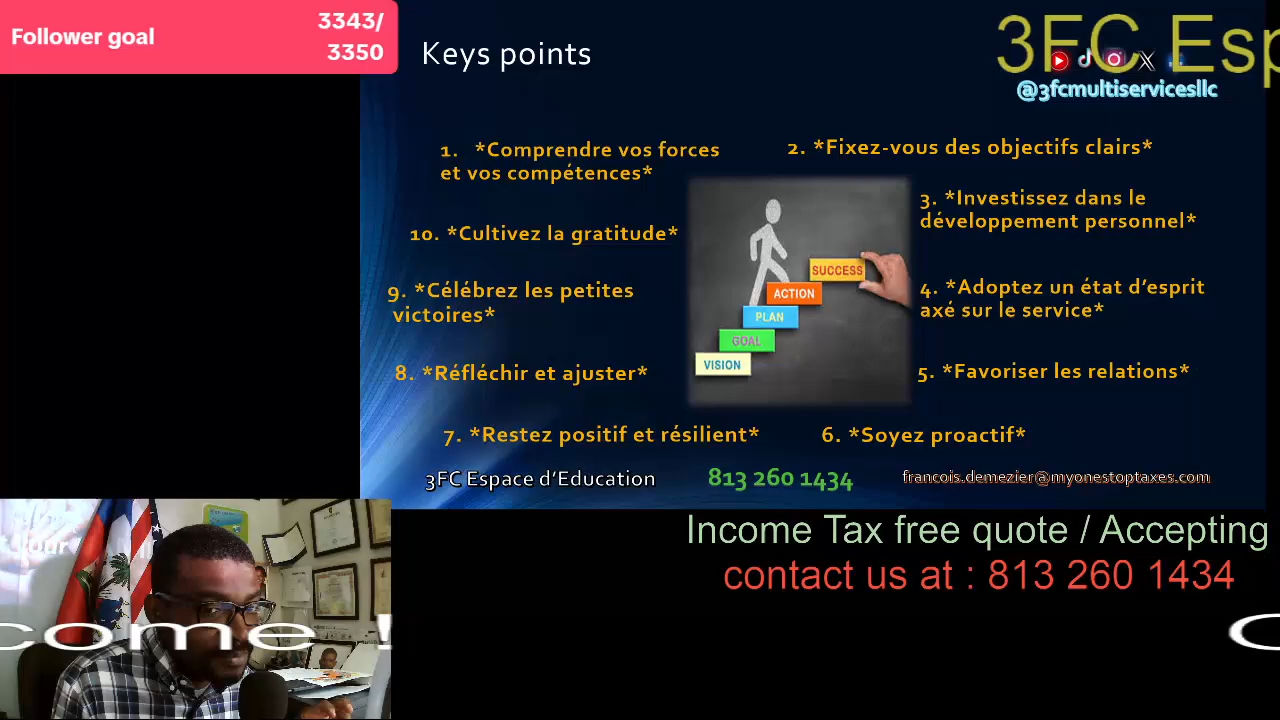 Follower goal
3343/
3350
Keys points
3FC Esp
@3fcmultiservicesllc
1. *Comprendre vos forces
et vos compétences*
2. *Fixez-vous des objectifs clairs*
3. *Investissez dans le
développement personnel*
10. *Cultivez la gratitude*
9. *Célébrez les petites
victoires*
4. *Adoptez un état d’esprit
axé sur le service*
8. *Réfléchir et ajuster*
5. *Favoriser les relations*
7. *Restez positif et résilient*
6. *Soyez proactif*
SUCCESS
ACTION
PLAN
GOAL
VISION
3FC Espace d’Education
813 260 1434
francois.demezier@myonestoptaxes.com
Income Tax free quote / Accepting
contact us at : 813 260 1434
come !